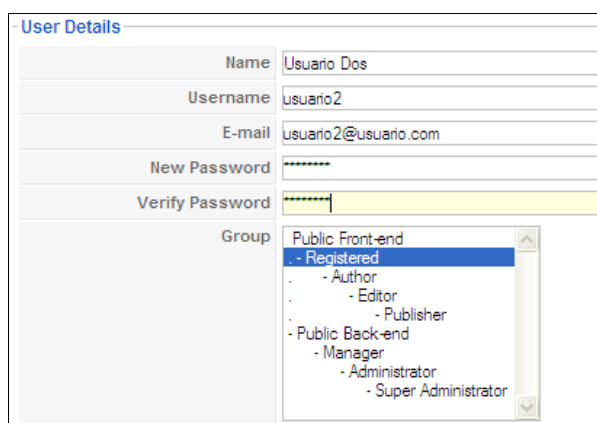 User Details
Name Usuario Dos
Username usuario2
E-mail usuario2@usuario.com
New Password ********
Verify Password ********
Group Public Front-end
. - Registered
. - Author
. - Editor
. - Publisher
- Public Back-end
- Manager
- Administrator
- Super Administrator